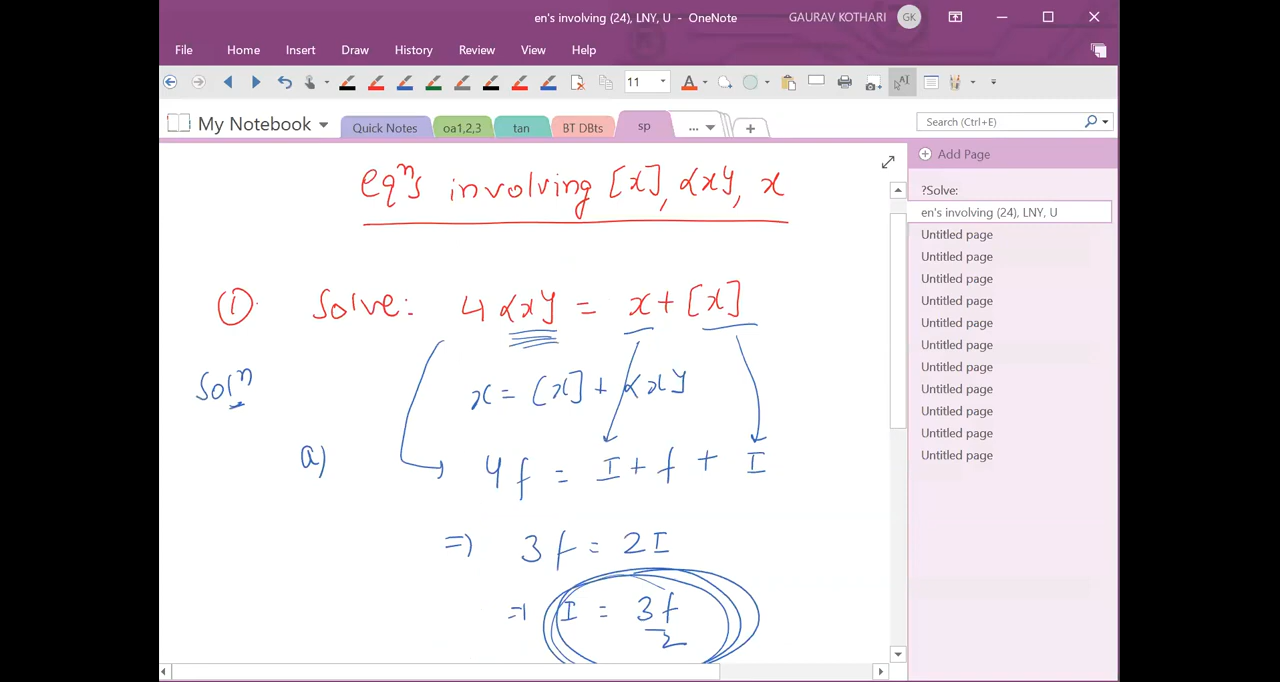 en's involving (24), LNY, U - OneNote
GAURAV KOTHARI GK
File Home Insert Draw History Review View Help
11
My Notebook Quick Notes oa1,2,3 tan BT DBts sp ...
Search (Ctrl+E)
Add Page
?Solve:
en's involving (24), LNY, U
Untitled page
Untitled page
Untitled page
Untitled page
Untitled page
Untitled page
Untitled page
Untitled page
Untitled page
Untitled page
Untitled page
eqⁿs involving [x], {x}, x
① Solve: 4{x} = x + [x]
Solⁿ
x = [x] + {x}
a) 4f = I + f + I
=) 3f = 2I
=) I = 3f/2